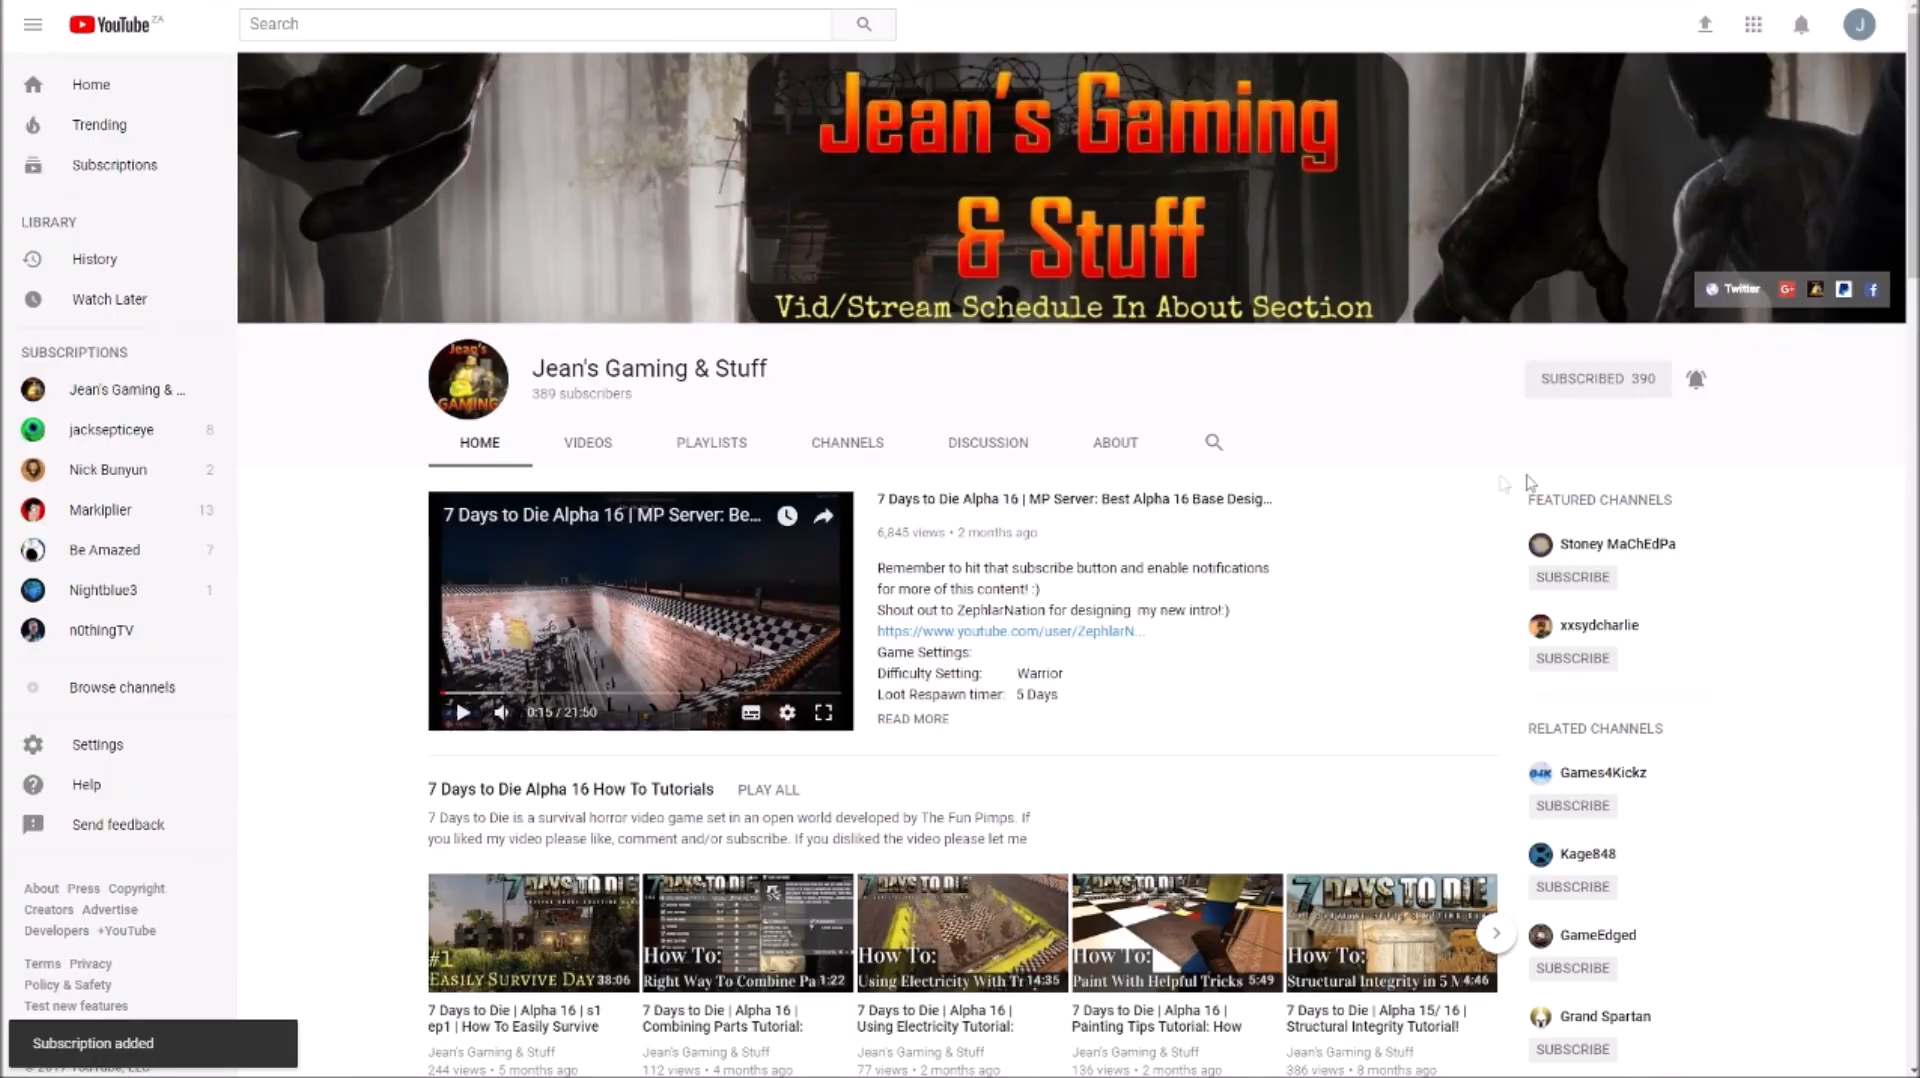 YouTube ZA
Search
J
Home
Trending
Subscriptions
LIBRARY
History
Watch Later
SUBSCRIPTIONS
Jean's Gaming & ...
jacksepticeye 8
Nick Bunyun 2
Markiplier 13
Be Amazed 7
Nightblue3 1
n0thingTV
Browse channels
Settings
Help
Send feedback
About Press Copyright
Creators Advertise
Developers +YouTube
Terms Privacy
Policy & Safety
Test new features
Subscription added
Jean's Gaming
& Stuff
Vid/Stream Schedule In About Section
Twitter
G+
Jean's
GAMING
Jean's Gaming & Stuff
389 subscribers
SUBSCRIBED 390
HOME VIDEOS PLAYLISTS CHANNELS DISCUSSION ABOUT
7 Days to Die Alpha 16 | MP Server: Be...
0:15 / 21:50
7 Days to Die Alpha 16 | MP Server: Best Alpha 16 Base Desig...
6,845 views • 2 months ago
Remember to hit that subscribe button and enable notifications
for more of this content! :)
Shout out to ZephlarNation for designing my new intro!:)
https://www.youtube.com/user/ZephlarN...
Game Settings:
Difficulty Setting: Warrior
Loot Respawn timer: 5 Days
READ MORE
7 Days to Die Alpha 16 How To Tutorials PLAY ALL
7 Days to Die is a survival horror video game set in an open world developed by The Fun Pimps. If
you liked my video please like, comment and/or subscribe. If you disliked the video please let me
7 DAYS TO DIE
#1
EASILY SURVIVE DAY 38:06
7 Days to Die | Alpha 16 | s1
ep1 | How To Easily Survive
Jean's Gaming & Stuff
244 views • 5 months ago
7 DAYS TO DIE
How To:
Right Way To Combine Pa 1:22
7 Days to Die | Alpha 16 |
Combining Parts Tutorial:
Jean's Gaming & Stuff
112 views • 4 months ago
7 DAYS TO DIE
How To:
Using Electricity With Tr 14:35
7 Days to Die | Alpha 16 |
Using Electricity Tutorial:
Jean's Gaming & Stuff
77 views • 2 months ago
7 DAYS TO DIE
How To:
Paint With Helpful Tricks 5:49
7 Days to Die | Alpha 16 |
Painting Tips Tutorial: How
Jean's Gaming & Stuff
136 views • 2 months ago
7 DAYS TO DIE
How To:
Structural Integrity in 5 M 4:46
7 Days to Die | Alpha 15/ 16 |
Structural Integrity Tutorial!
Jean's Gaming & Stuff
386 views • 8 months ago
FEATURED CHANNELS
Stoney MaChEdPa
SUBSCRIBE
xxsydcharlie
SUBSCRIBE
RELATED CHANNELS
Games4Kickz
SUBSCRIBE
Kage848
SUBSCRIBE
GameEdged
SUBSCRIBE
Grand Spartan
SUBSCRIBE